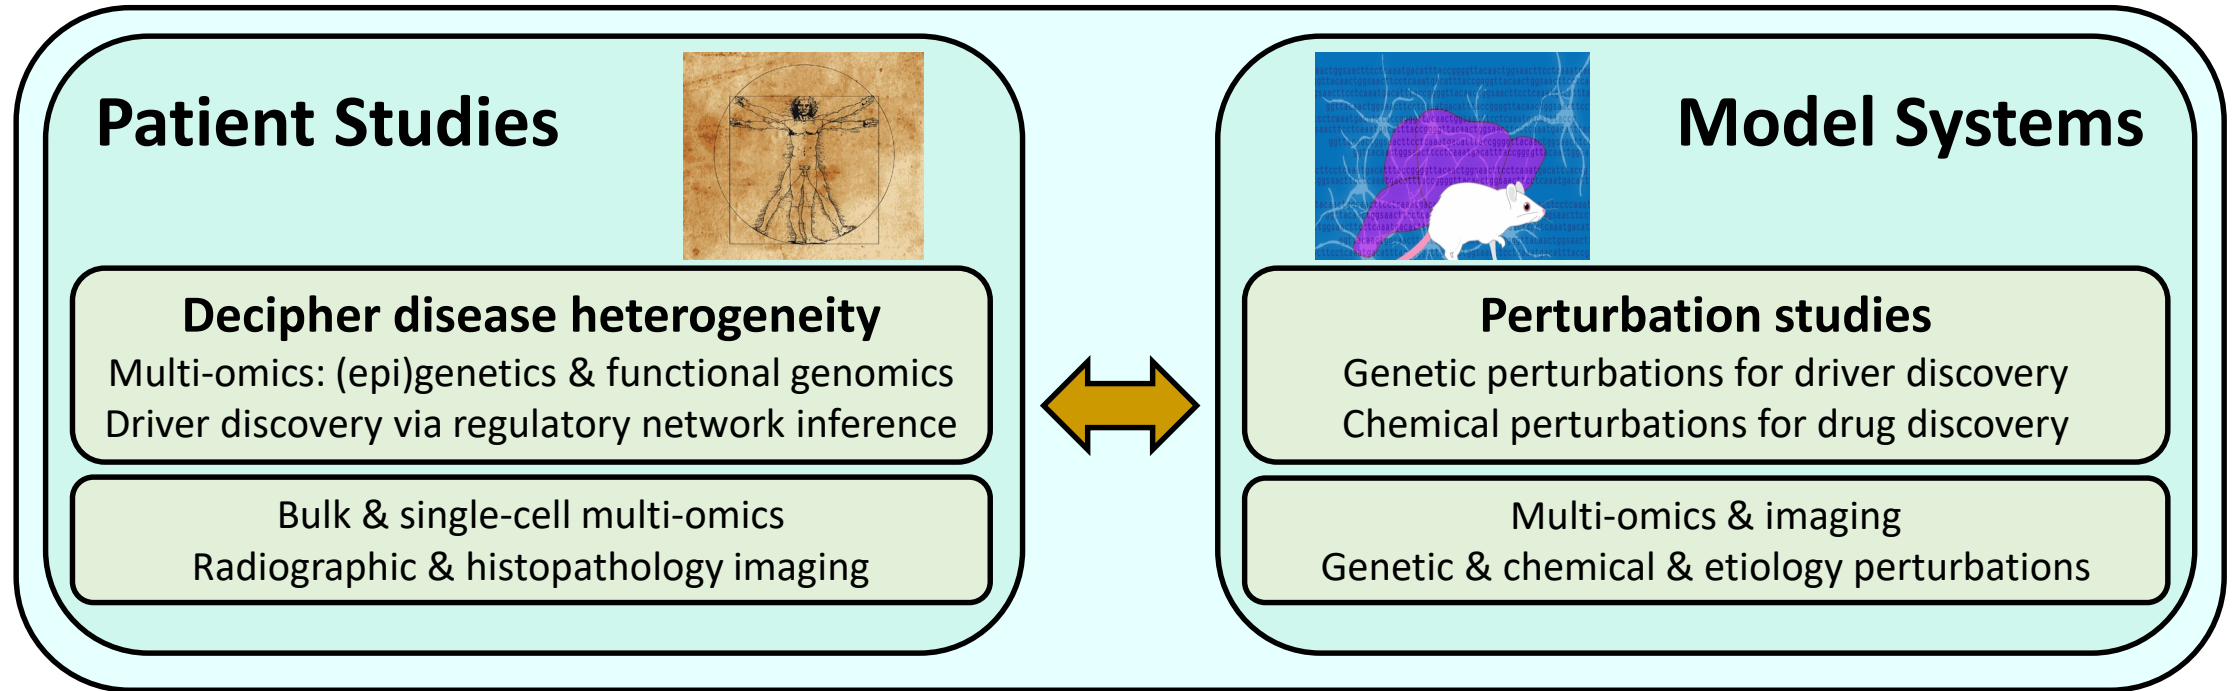 Patient Studies
Decipher disease heterogeneity
Multi-omics: (epi)genetics & functional genomics
Driver discovery via regulatory network inference
Bulk & single-cell multi-omics
Radiographic & histopathology imaging
Model Systems
Perturbation studies
Genetic perturbations for driver discovery
Chemical perturbations for drug discovery
Multi-omics & imaging
Genetic & chemical & etiology perturbations